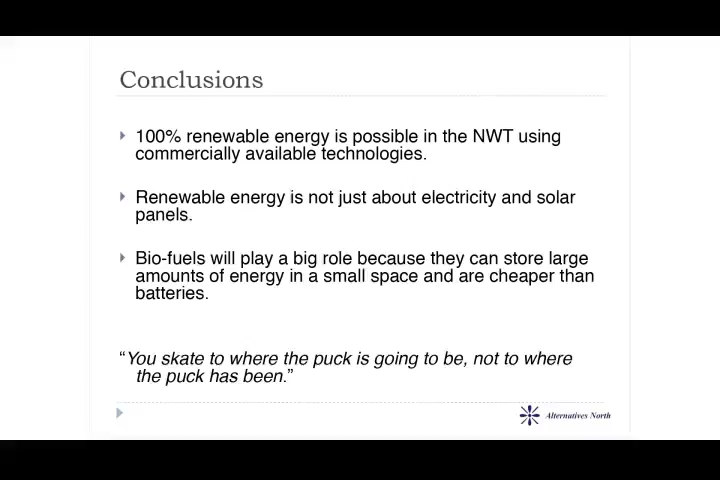 Conclusions
100% renewable energy is possible in the NWT using
commercially available technologies.
Renewable energy is not just about electricity and solar
panels.
Bio-fuels will play a big role because they can store large
amounts of energy in a small space and are cheaper than
batteries.
“You skate to where the puck is going to be, not to where
the puck has been.”
Alternatives North